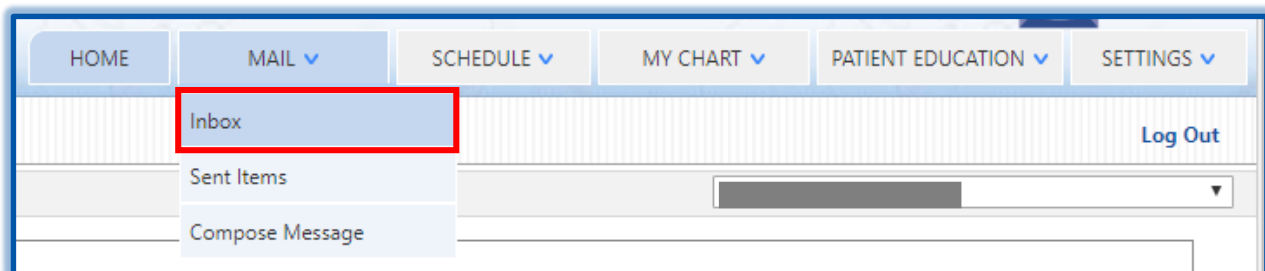 HOME MAIL SCHEDULE MY CHART PATIENT EDUCATION SETTINGS
Inbox
Log Out
Sent Items
Compose Message